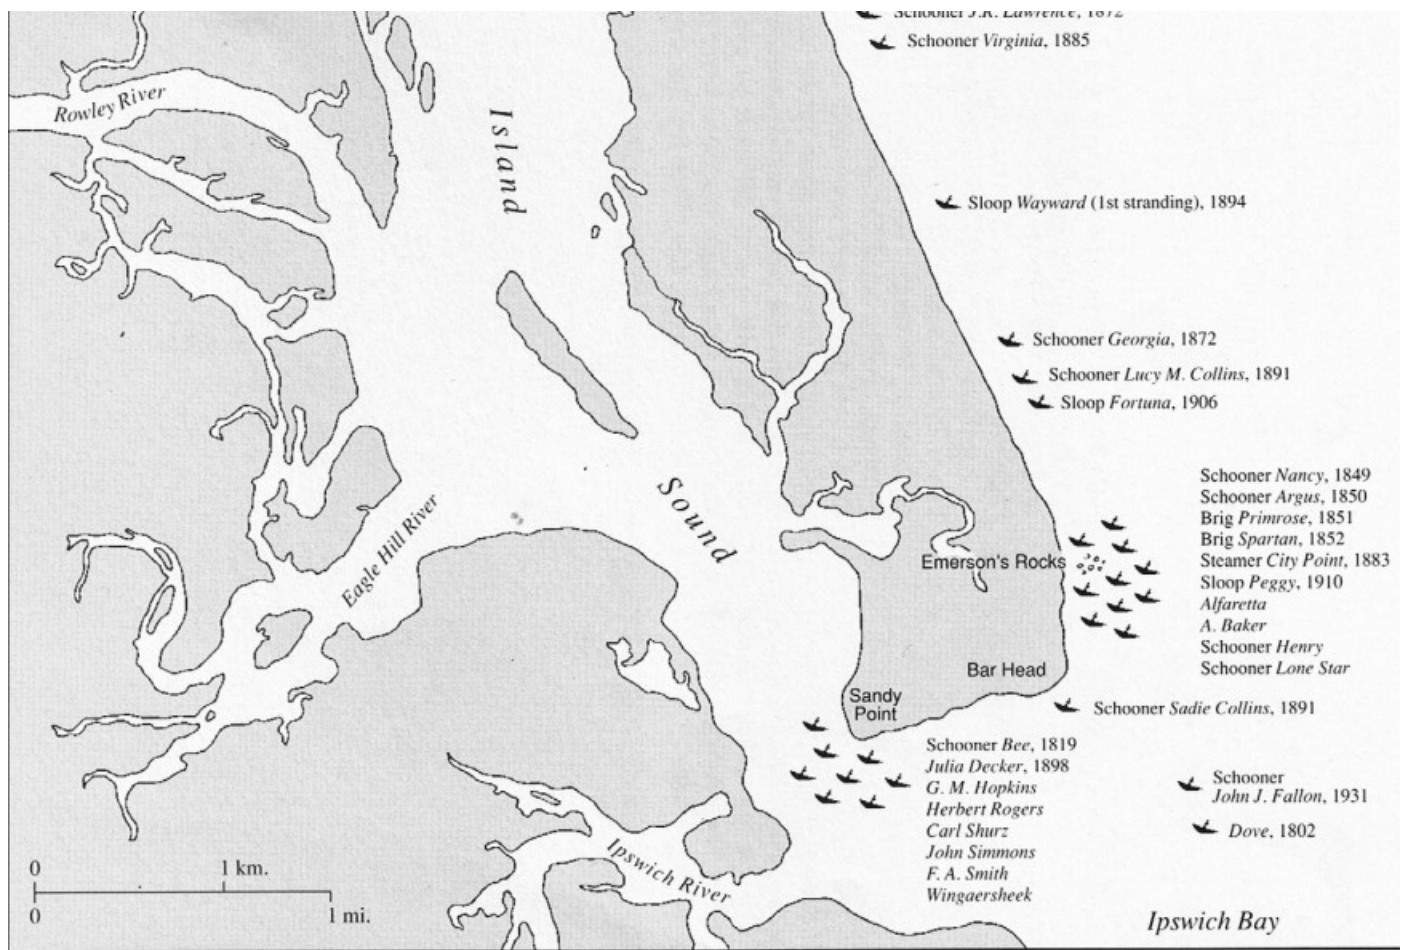 Schooner J.R. Lawrence, 1872
Schooner Virginia, 1885
Rowley River
Island
Sloop Wayward (1st stranding), 1894
Schooner Georgia, 1872
Schooner Lucy M. Collins, 1891
Sloop Fortuna, 1906
Sound
Schooner Nancy, 1849
Schooner Argus, 1850
Brig Primrose, 1851
Brig Spartan, 1852
Steamer City Point, 1883
Sloop Peggy, 1910
Alfaretta
A. Baker
Schooner Henry
Schooner Lone Star
Eagle Hill River
Emerson's Rocks
Bar Head
Sandy
Point
Schooner Sadie Collins, 1891
Schooner Bee, 1819
Julia Decker, 1898
G. M. Hopkins
Herbert Rogers
Carl Shurz
John Simmons
F. A. Smith
Wingaersheek
Schooner
John J. Fallon, 1931
Dove, 1802
Ipswich River
0 1 km.
0 1 mi.
Ipswich Bay